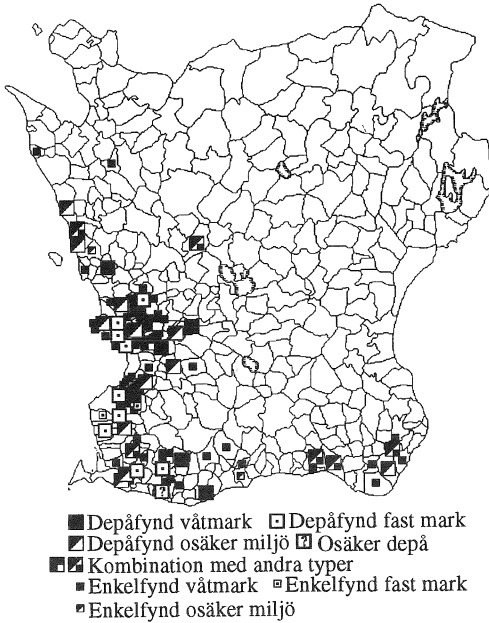 Depåfynd våtmark Depåfynd fast mark
Depåfynd osäker miljö ? Osäker depå
Kombination med andra typer
Enkelfynd våtmark Enkelfynd fast mark
Enkelfynd osäker miljö